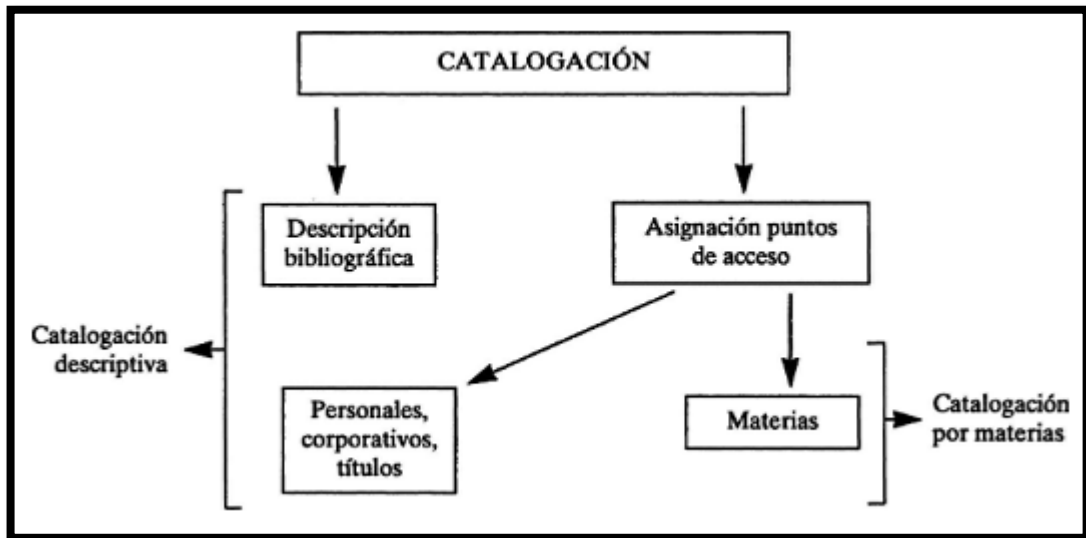 CATALOGACIÓN
Descripción
bibliográfica
Asignación puntos
de acceso
Catalogación
descriptiva
Personales,
corporativos,
títulos
Materias
Catalogación
por materias